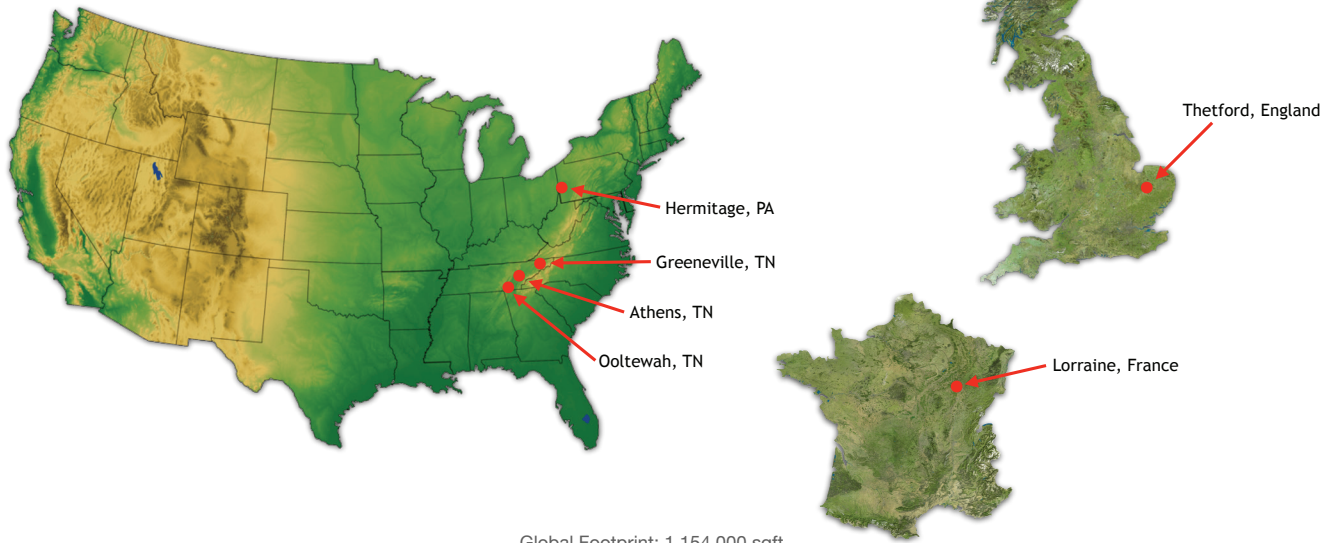 Thetford, England
Hermitage, PA
Greeneville, TN
Athens, TN
Ooltewah, TN
Lorraine, France
Global Footprint: 1,154,000 sqft